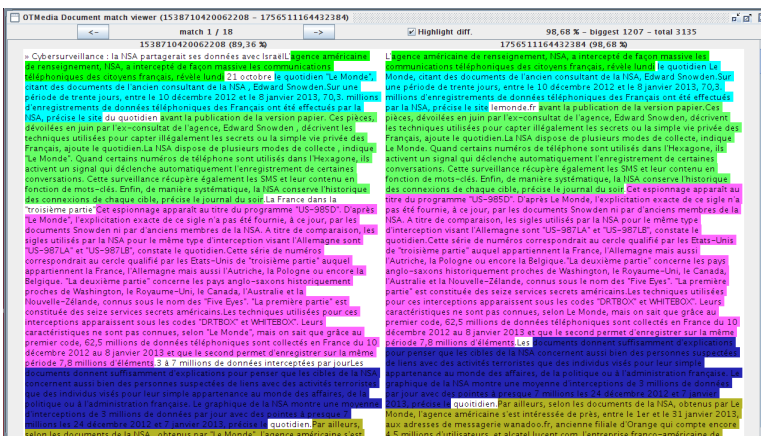 OTMedia Document match viewer (1538710420062208 - 1756511164432384)
<- match 1 / 18 -> Highlight diff. 98,68 % - biggest 1207 - total 3135
1538710420062208 (89,36 %)
» Cybersurveillance : la NSA partagerait ses données avec IsraelL'agence américaine
de renseignement, NSA, a intercepté de façon massive les communications
téléphoniques des citoyens français, révèle lundi 21 octobre le quotidien "Le Monde",
citant des documents de l'ancien consultant de la NSA , Edward Snowden.Sur une
période de trente jours, entre le 10 décembre 2012 et le 8 janvier 2013, 70,3. millions
d'enregistrements de données téléphoniques des Français ont été effectués par la
NSA, précise le site du quotidien avant la publication de la version papier. Ces pièces,
dévoilées en juin par l'ex-consultat de l'agence, Edward Snowden , décrivent les
techniques utilisées pour capter illégalement les secrets ou la simple vie privée des
Français, ajoute le quotidien.La NSA dispose de plusieurs modes de collecte , indique
"Le Monde". Quand certains numéros de téléphone sont utilisés dans l'Hexagone, ils
activent un signal qui déclenche automatiquement l'enregistrement de certaines
conversations. Cette surveillance récupère également les SMS et leur contenu en
fonction de mots-clés. Enfin, de manière systématique, la NSA conserve l'historique
des connexions de chaque cible, précise le journal du soir.La France dans la
"troisième partie"Cet espionnage apparaît au titre du programme "US-985D". D'après
"Le Monde", l'explicitation exacte de ce sigle n'a pas été fournie, à ce jour, par les
documents Snowden ni par d'anciens membres de la NSA. A titre de comparaison, les
sigles utilisés par la NSA pour le même type d'interception visant l'Allemagne sont
"US-987LA" et "US-987LB", constate le quotidien.Cette série de numéros
correspondrait au cercle qualifié par les Etats-Unis de "troisième partie" auquel
appartiennent la France, l'Allemagne mais aussi l'Autriche, la Pologne ou encore la
Belgique. "La deuxième partie" concerne les pays anglo-saxons historiquement
proches de Washington, le Royaume-Uni, le Canada, l'Australie et la
Nouvelle-Zélande, connus sous le nom des "Five Eyes". "La première partie" est
constituée des seize services secrets américains.Les techniques utilisées pour ces
interceptions apparaissent sous les codes "DRTBOX" et "WHITEBOX". Leurs
caractéristiques ne sont pas connues, selon "Le Monde", mais on sait que grâce au
premier code, 62,5 millions de données téléphoniques sont collectés en France du 10
décembre 2012 au 8 janvier 2013 et que le second permet d'enregistrer sur la même
période 7,8 millions d'éléments.3 à 7 millions de données interceptées par jourLes
documents donnent suffisamment d'explications pour penser que les cibles de la NSA
concernent aussi bien des personnes suspectées de liens avec des activités terroristes
que des individus visés pour leur simple appartenance au monde des affaires, de la
politique ou à l'administration française. Le graphique de la NSA montre une moyenne
d'interceptions de 3 millions de données par jour avec des pointes à presque 7
millions les 24 décembre 2012 et 7 janvier 2013, précise le quotidien.Par ailleurs,
selon les documents de la NSA , obtenus par "Le Monde", l'agence américaine s'est
1756511164432384 (98,68 %)
L'agence américaine de renseignement, NSA, a intercepté de façon massive les
communications téléphoniques des citoyens français, révèle lundi le quotidien Le
Monde, citant des documents de l'ancien consultant de la NSA, Edward Snowden.Sur
une période de trente jours, entre le 10 décembre 2012 et le 8 janvier 2013, 70,3.
millions d'enregistrements de données téléphoniques des Français ont été effectués
par la NSA, précise le site lemonde.fr avant la publication de la version papier.Ces
pièces, dévoilées en juin par l'ex-consultat de l'agence, Edward Snowden, décrivent
les techniques utilisées pour capter illégalement les secrets ou la simple vie privée des
Français, ajoute le quotidien.La NSA dispose de plusieurs modes de collecte, indique
Le Monde. Quand certains numéros de téléphone sont utilisés dans l'Hexagone, ils
activent un signal qui déclenche automatiquement l'enregistrement de certaines
conversations. Cette surveillance récupère également les SMS et leur contenu en
fonction de mots-clés. Enfin, de manière systématique, la NSA conserve l'historique
des connexions de chaque cible, précise le journal du soir.Cet espionnage apparaît au
titre du programme "US-985D". D'après Le Monde, l'explicitation exacte de ce sigle n'a
pas été fournie, à ce jour, par les documents Snowden ni par d'anciens membres de la
NSA. A titre de comparaison, les sigles utilisés par la NSA pour le même type
d'interception visant l'Allemagne sont "US-987LA" et "US-987LB", constate le
quotidien.Cette série de numéros correspondrait au cercle qualifié par les Etats-Unis
de "troisième partie" auquel appartiennent la France, l'Allemagne mais aussi
l'Autriche, la Pologne ou encore la Belgique."La deuxième partie" concerne les pays
anglo-saxons historiquement proches de Washington, le Royaume-Uni, le Canada,
l'Australie et la Nouvelle-Zélande, connus sous le nom des "Five Eyes". "La première
partie" est constituée des seize services secrets américains.Les techniques utilisées
pour ces interceptions apparaissent sous les codes "DRTBOX" et WHITEBOX". Leurs
caractéristiques ne sont pas connues, selon Le Monde, mais on sait que grâce au
premier code, 62,5 millions de données téléphoniques sont collectés en France du 10
décembre 2012 au 8 janvier 2013 et que le second permet d'enregistrer sur la même
période 7,8 millions d'éléments.Les documents donnent suffisamment d'explications
pour penser que les cibles de la NSA concernent aussi bien des personnes suspectées
de liens avec des activités terroristes que des individus visés pour leur simple
appartenance au monde des affaires, de la politique ou à l'administration française. Le
graphique de la NSA montre une moyenne d'interceptions de 3 millions de données
par jour avec des pointes à presque 7 millions les 24 décembre 2012 et 7 janvier
2013, précise le quotidien.Par ailleurs, selon les documents de la NSA, obtenus par Le
Monde, l'agence américaine s'est intéressée de près, entre le 1er et le 31 janvier 2013,
aux adresses de messagerie wanadoo.fr, ancienne filiale d'Orange qui compte encore
4,5 millions d'utilisateurs, et alcatel-lucent.com, l'entreprise franco-américaine de